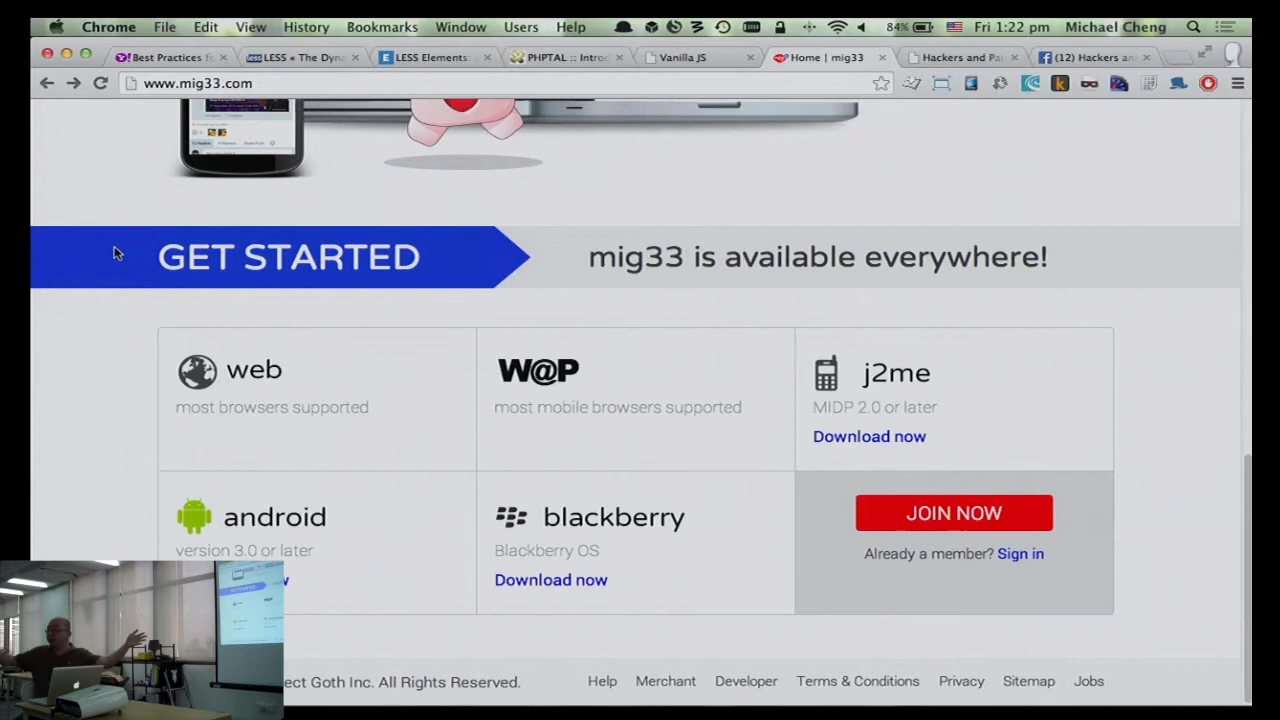 Chrome File Edit View History Bookmarks Window Users Help 84% Fri 1:22 pm Michael Cheng
Best Practices f LESS « The Dyn LESS Elements: PHPTAL :: Introd Vanilla JS Home | mig33 Hackers and Pai (12) Hackers an
www.mig33.com
GET STARTED mig33 is available everywhere!
web W@P j2me
most browsers supported most mobile browsers supported MIDP 2.0 or later
Download now
android blackberry JOIN NOW
version 3.0 or later Blackberry OS Already a member? Sign in
Download now
ect Goth Inc. All Rights Reserved. Help Merchant Developer Terms & Conditions Privacy Sitemap Jobs